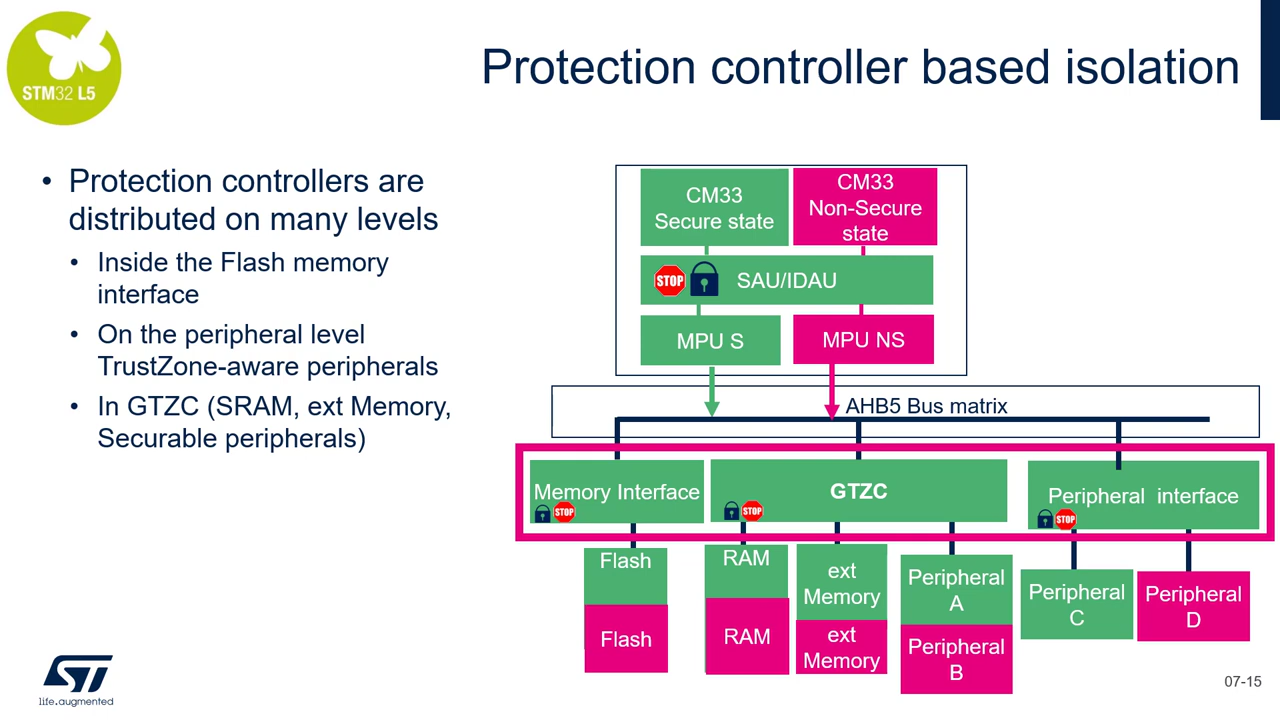 STM32 L5
Protection controller based isolation
• Protection controllers are
distributed on many levels
• Inside the Flash memory
interface
• On the peripheral level
TrustZone-aware peripherals
• In GTZC (SRAM, ext Memory,
Securable peripherals)
CM33
Secure state
CM33
Non-Secure
state
STOP
SAU/IDAU
MPU S
MPU NS
AHB5 Bus matrix
Memory Interface
STOP
GTZC
STOP
Peripheral interface
STOP
Flash
Flash
RAM
RAM
ext
Memory
ext
Memory
Peripheral
A
Peripheral
B
Peripheral
C
Peripheral
D
ST
life.augmented
07-15